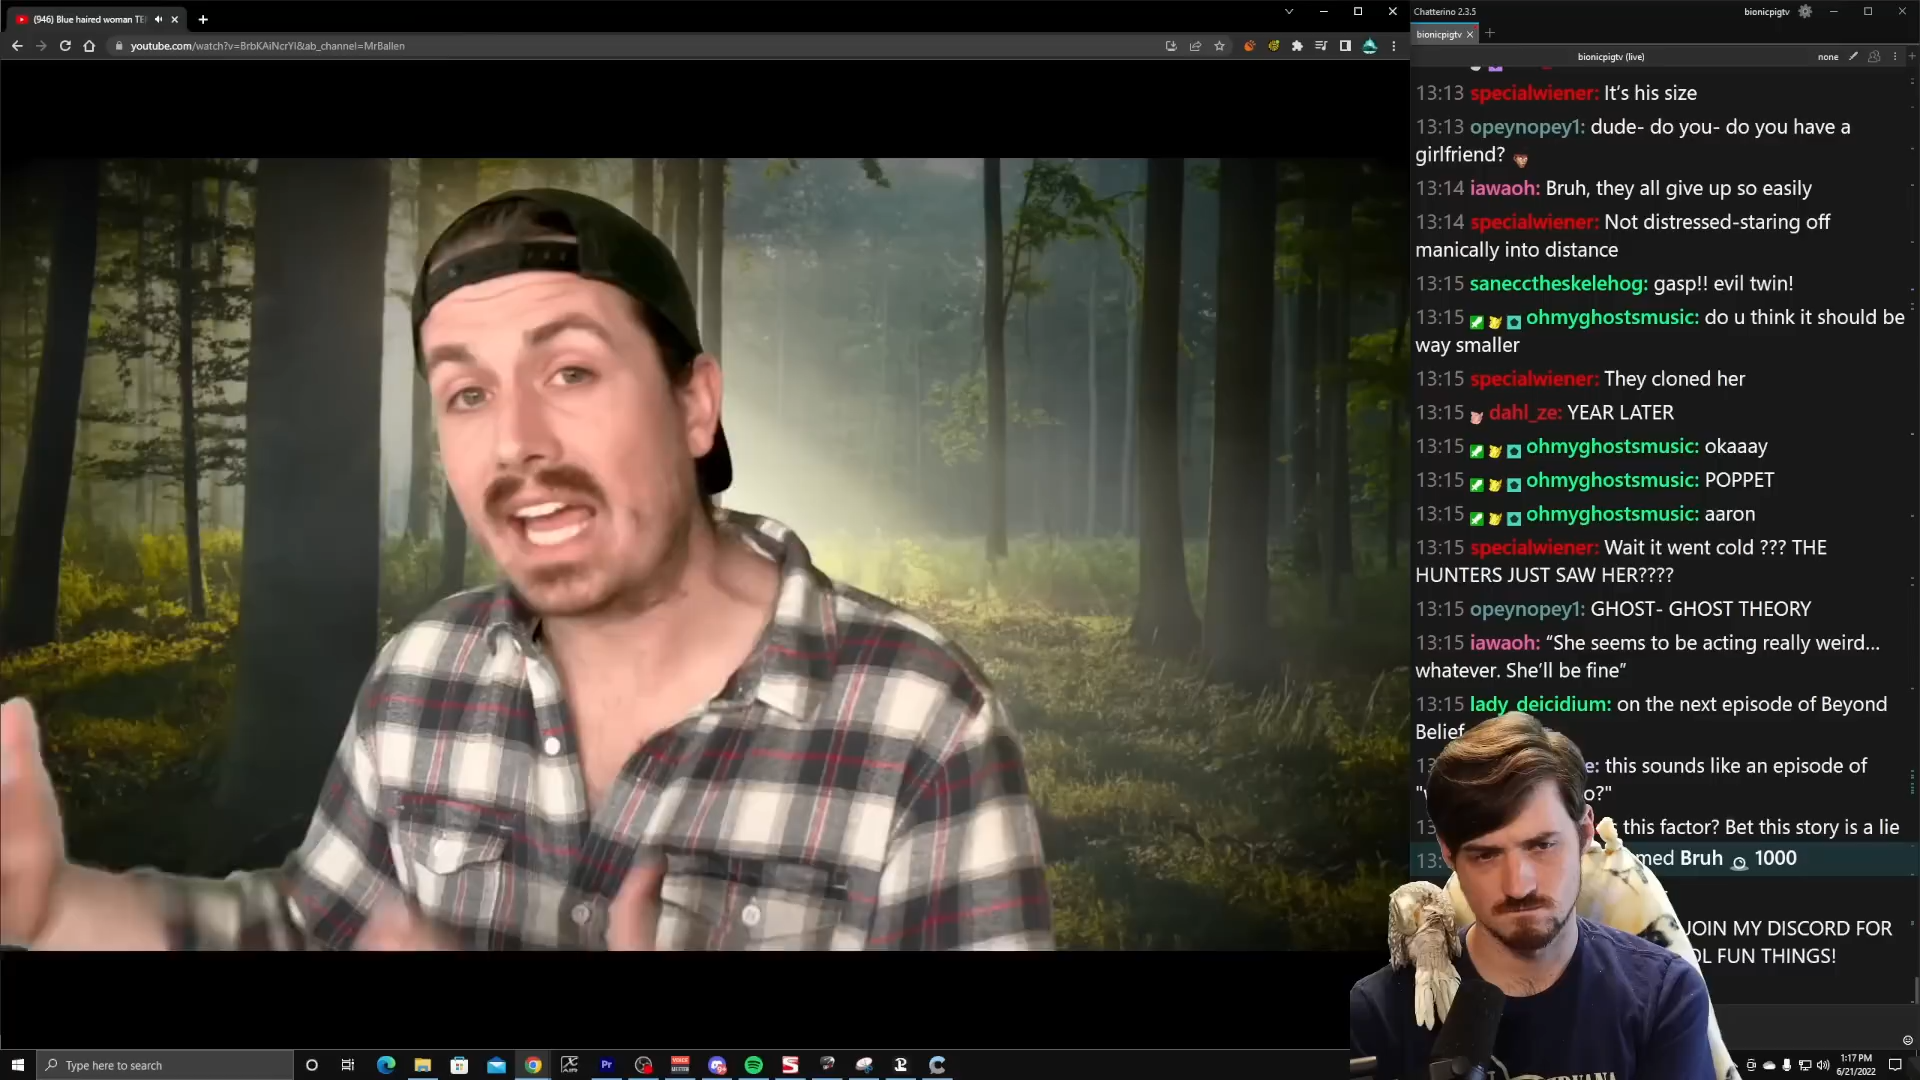 (946) Blue haired woman TE
Chatterino 2.3.5
bionicpigtv
youtube.com/watch?v=BrbKAiNcrYI&ab_channel=MrBallen
bionicpigtv
bionicpigtv (live)
none
13:13 specialwiener: It's his size
13:13 opeynopey1: dude- do you- do you have a
girlfriend?
13:14 iawaoh: Bruh, they all give up so easily
13:14 specialwiener: Not distressed-staring off
manically into distance
13:15 sanecctheskelehog: gasp!! evil twin!
13:15 ohmyghostsmusic: do u think it should be
way smaller
13:15 specialwiener: They cloned her
13:15 dahl_ze: YEAR LATER
13:15 ohmyghostsmusic: okaaay
13:15 ohmyghostsmusic: POPPET
13:15 ohmyghostsmusic: aaron
13:15 specialwiener: Wait it went cold ??? THE
HUNTERS JUST SAW HER????
13:15 opeynopey1: GHOST- GHOST THEORY
13:15 iawaoh: “She seems to be acting really weird...
whatever. She'll be fine”
13:15 lady_deicidium: on the next episode of Beyond
Belief
e: this sounds like an episode of
o?"
this factor? Bet this story is a lie
med Bruh 1000
JOIN MY DISCORD FOR
OL FUN THINGS!
Type here to search
Pr
1:17 PM
6/21/2022